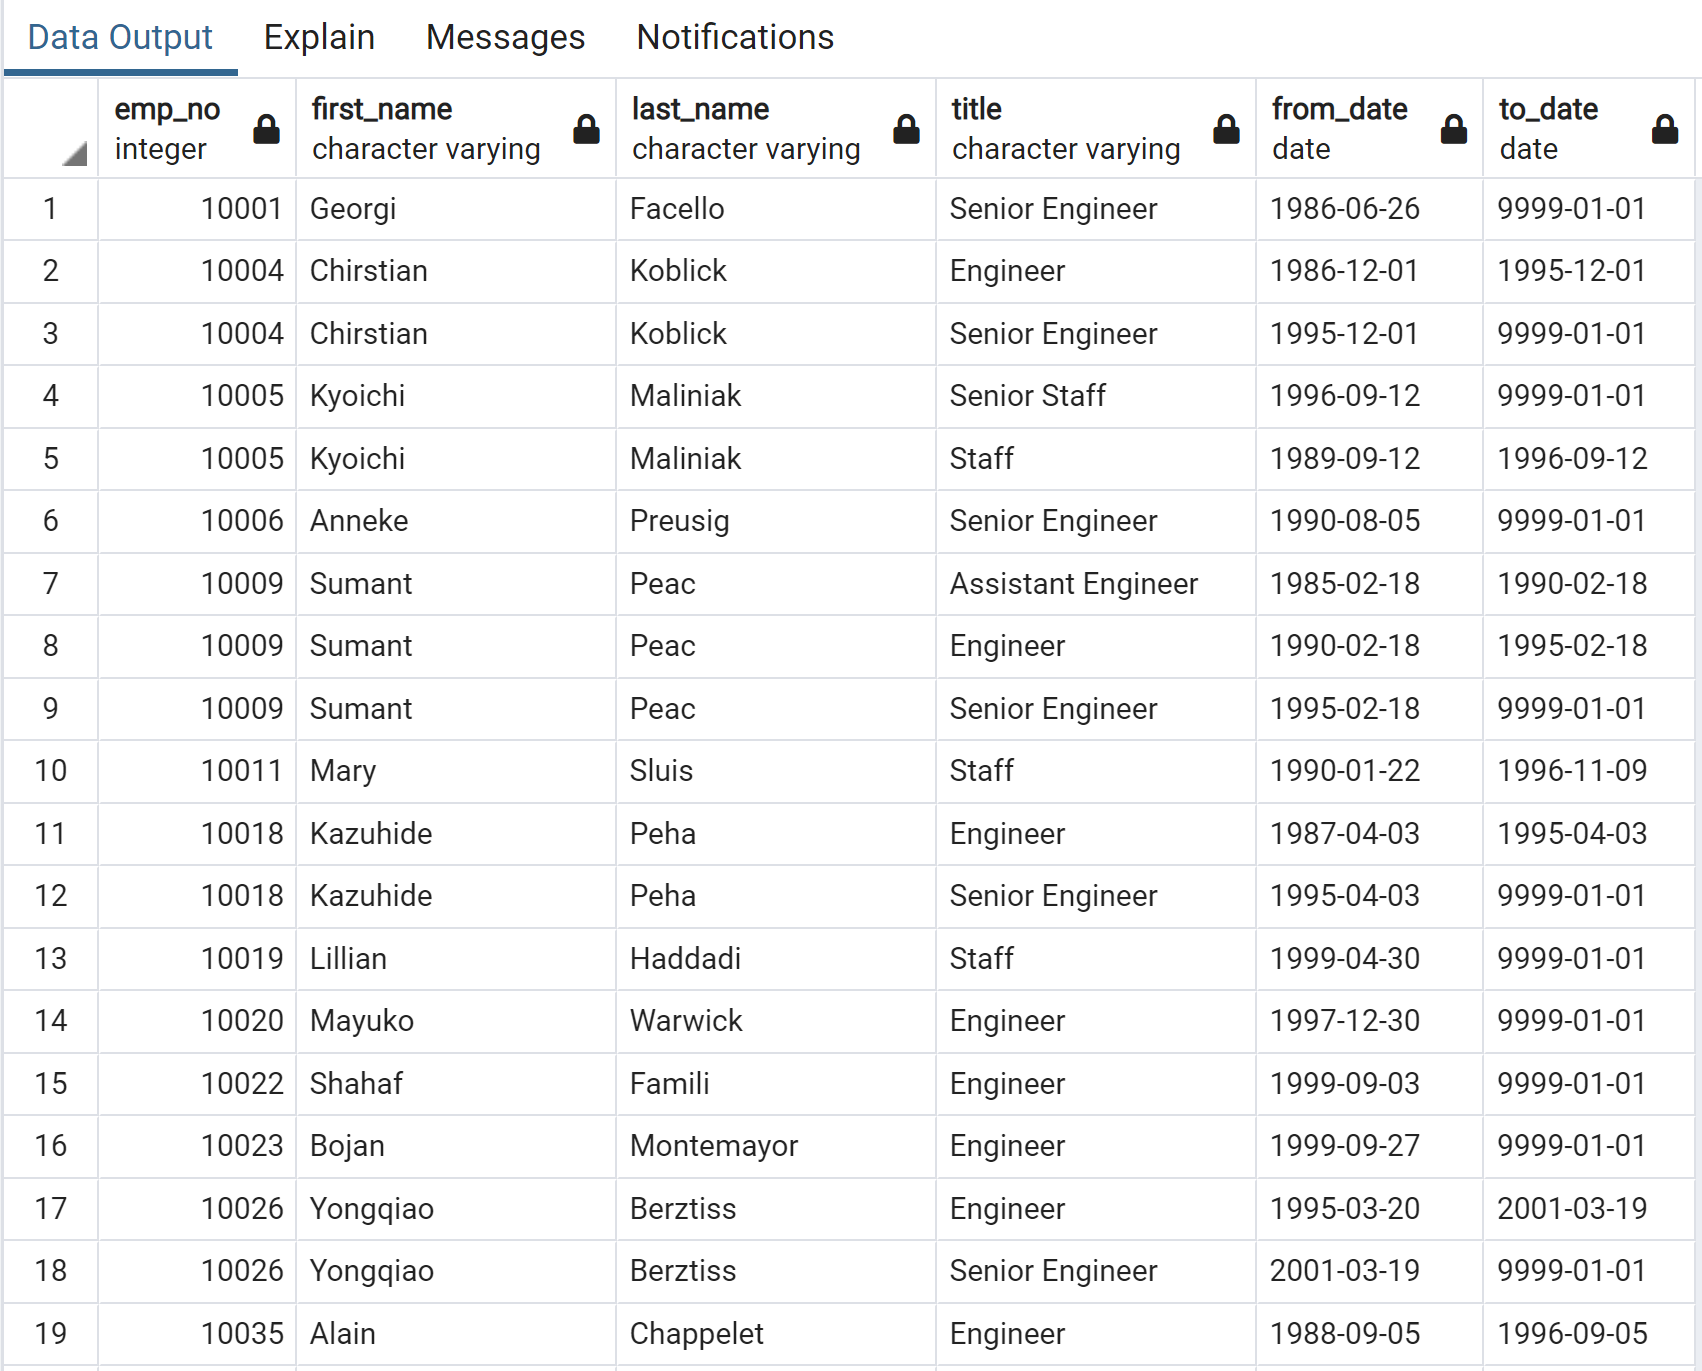 Data Output Explain Messages Notifications
emp_no first_name last_name title from_date to_date
integer character varying character varying character varying date date
1 10001 Georgi Facello Senior Engineer 1986-06-26 9999-01-01
2 10004 Chirstian Koblick Engineer 1986-12-01 1995-12-01
3 10004 Chirstian Koblick Senior Engineer 1995-12-01 9999-01-01
4 10005 Kyoichi Maliniak Senior Staff 1996-09-12 9999-01-01
5 10005 Kyoichi Maliniak Staff 1989-09-12 1996-09-12
6 10006 Anneke Preusig Senior Engineer 1990-08-05 9999-01-01
7 10009 Sumant Peac Assistant Engineer 1985-02-18 1990-02-18
8 10009 Sumant Peac Engineer 1990-02-18 1995-02-18
9 10009 Sumant Peac Senior Engineer 1995-02-18 9999-01-01
10 10011 Mary Sluis Staff 1990-01-22 1996-11-09
11 10018 Kazuhide Peha Engineer 1987-04-03 1995-04-03
12 10018 Kazuhide Peha Senior Engineer 1995-04-03 9999-01-01
13 10019 Lillian Haddadi Staff 1999-04-30 9999-01-01
14 10020 Mayuko Warwick Engineer 1997-12-30 9999-01-01
15 10022 Shahaf Famili Engineer 1999-09-03 9999-01-01
16 10023 Bojan Montemayor Engineer 1999-09-27 9999-01-01
17 10026 Yongqiao Berztiss Engineer 1995-03-20 2001-03-19
18 10026 Yongqiao Berztiss Senior Engineer 2001-03-19 9999-01-01
19 10035 Alain Chappelet Engineer 1988-09-05 1996-09-05